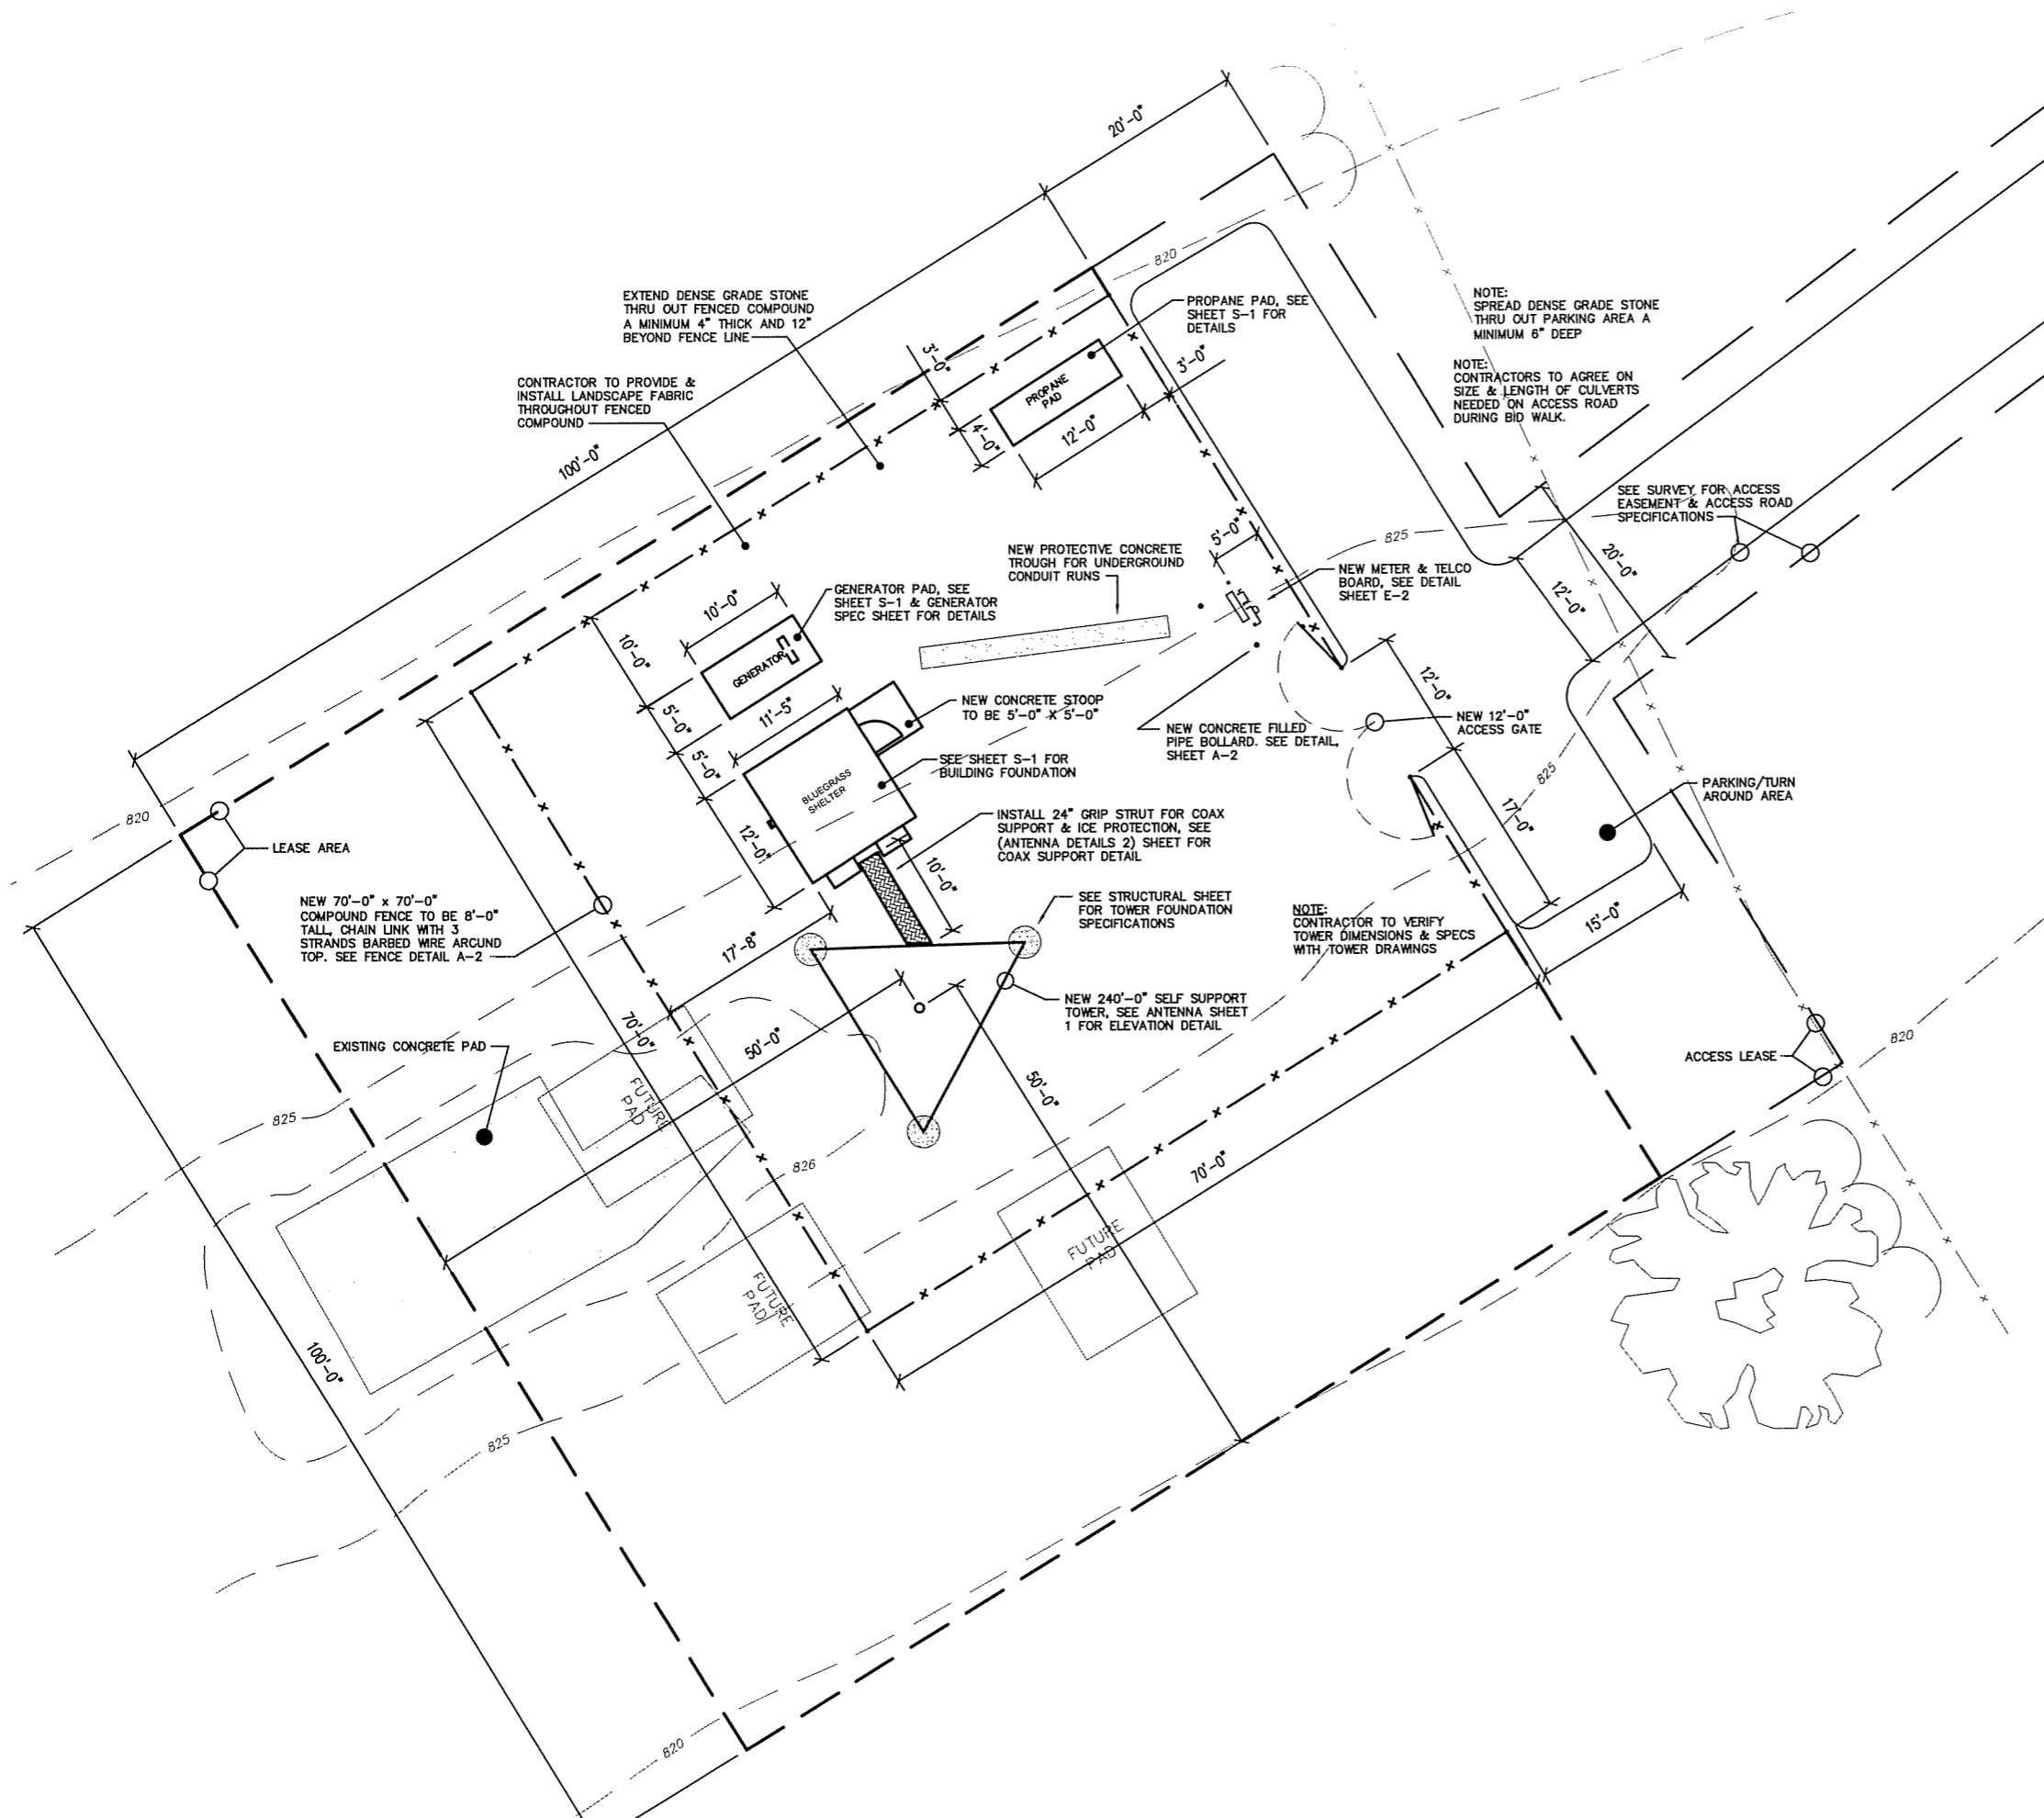 20'-0"
820
EXTEND DENSE GRADE STONE
THRU OUT FENCED COMPOUND
A MINIMUM 4" THICK AND 12"
BEYOND FENCE LINE
PROPANE PAD, SEE
SHEET S-1 FOR
DETAILS
NOTE:
SPREAD DENSE GRADE STONE
THRU OUT PARKING AREA A
MINIMUM 6" DEEP
NOTE:
CONTRACTORS TO AGREE ON
SIZE & LENGTH OF CULVERTS
NEEDED ON ACCESS ROAD
DURING BID WALK.
3'-0"
3'-0"
PROPANE
PAD
CONTRACTOR TO PROVIDE &
INSTALL LANDSCAPE FABRIC
THROUGHOUT FENCED
COMPOUND
4'-0"
12'-0"
100'-0"
SEE SURVEY FOR ACCESS
EASEMENT & ACCESS ROAD
SPECIFICATIONS
5'-0"
825
20'-0"
12'-0"
NEW PROTECTIVE CONCRETE
TROUGH FOR UNDERGROUND
CONDUIT RUNS
NEW METER & TELCO
BOARD, SEE DETAIL
SHEET E-2
GENERATOR PAD, SEE
SHEET S-1 & GENERATOR
SPEC SHEET FOR DETAILS
10'-0"
10'-0"
GENERATOR
5'-0"
11'-5"
5'-0"
NEW CONCRETE STOOP
TO BE 5'-0" X 5'-0"
12'-0"
NEW 12'-0"
ACCESS GATE
NEW CONCRETE FILLED
PIPE BOLLARD. SEE DETAIL,
SHEET A-2
SEE SHEET S-1 FOR
BUILDING FOUNDATION
BLUEGRASS
SHELTER
825
PARKING/TURN
AROUND AREA
17'-0"
820
INSTALL 24" GRIP STRUT FOR COAX
SUPPORT & ICE PROTECTION, SEE
(ANTENNA DETAILS 2) SHEET FOR
COAX SUPPORT DETAIL
12'-0"
LEASE AREA
10'-0"
NEW 70'-0" x 70'-0"
COMPOUND FENCE TO BE 8'-0"
TALL, CHAIN LINK WITH 3
STRANDS BARBED WIRE AROUND
TOP. SEE FENCE DETAIL A-2
SEE STRUCTURAL SHEET
FOR TOWER FOUNDATION
SPECIFICATIONS
NOTE:
CONTRACTOR TO VERIFY
TOWER DIMENSIONS & SPECS
WITH TOWER DRAWINGS
15'-0"
17'-8"
NEW 240'-0" SELF SUPPORT
TOWER, SEE ANTENNA SHEET
1 FOR ELEVATION DETAIL
70'-0"
50'-0"
EXISTING CONCRETE PAD
820
ACCESS LEASE
50'-0"
FUTURE
PAD
825
826
70'-0"
FUTURE
PAD
FUTURE
PAD
100'-0"
825
820